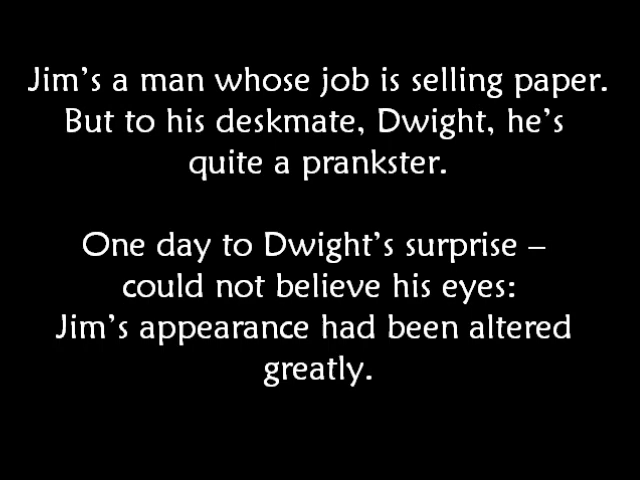 Jim’s a man whose job is selling paper.
But to his deskmate, Dwight, he’s
quite a prankster.
One day to Dwight’s surprise –
could not believe his eyes:
Jim’s appearance had been altered
greatly.